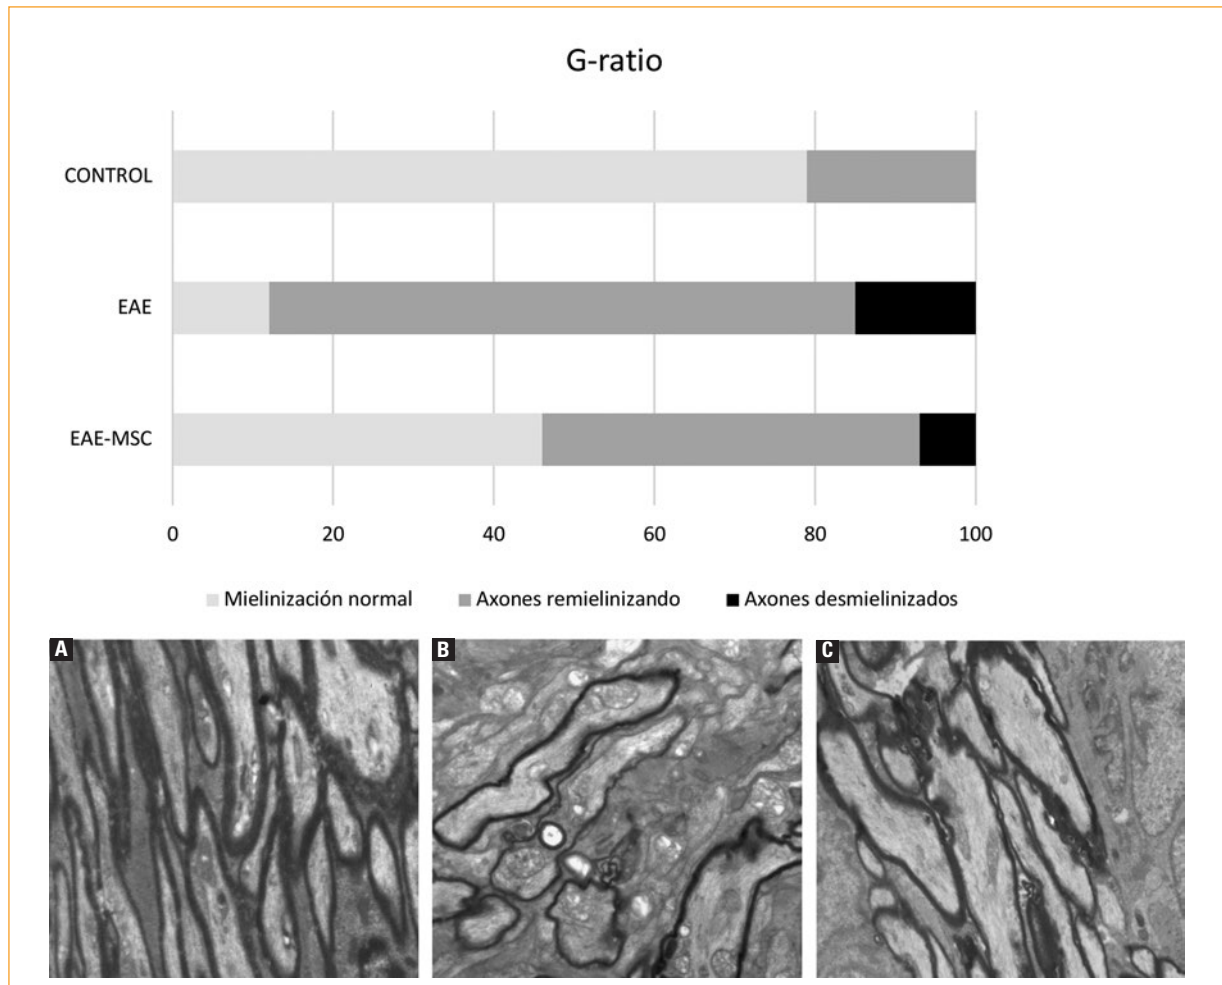 G-ratio
CONTROL
EAE
EAE-MSC
0 20 40 60 80 100
Mielinización normal Axones remielinizando Axones desmielinizados
A B C